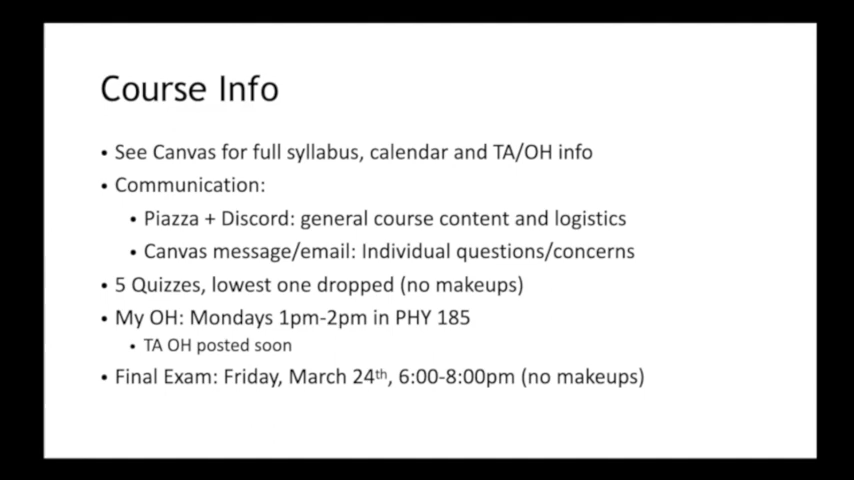 Course Info
• See Canvas for full syllabus, calendar and TA/OH info
• Communication:
• Piazza + Discord: general course content and logistics
• Canvas message/email: Individual questions/concerns
• 5 Quizzes, lowest one dropped (no makeups)
• My OH: Mondays 1pm-2pm in PHY 185
• TA OH posted soon
• Final Exam: Friday, March 24th, 6:00-8:00pm (no makeups)